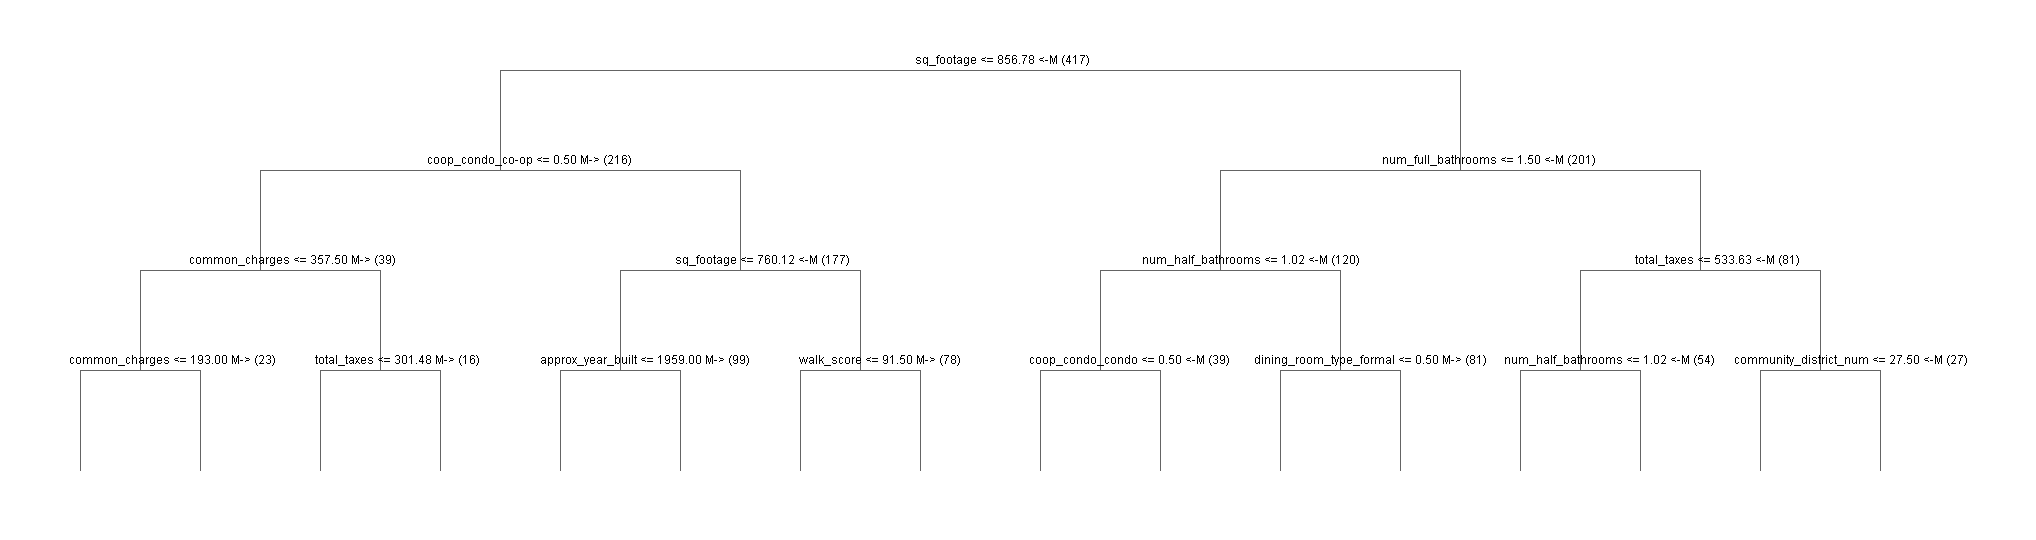 sq_footage <= 856.78 <-M (417)
coop_condo_co-op <= 0.50 M-> (216)
num_full_bathrooms <= 1.50 <-M (201)
common_charges <= 357.50 M-> (39)
sq_footage <= 760.12 <-M (177)
num_half_bathrooms <= 1.02 <-M (120)
total_taxes <= 533.63 <-M (81)
common_charges <= 193.00 M-> (23)
total_taxes <= 301.48 M-> (16)
approx_year_built <= 1959.00 M-> (99)
walk_score <= 91.50 M-> (78)
coop_condo_condo <= 0.50 <-M (39)
dining_room_type_formal <= 0.50 M-> (81)
num_half_bathrooms <= 1.02 <-M (54)
community_district_num <= 27.50 <-M (27)